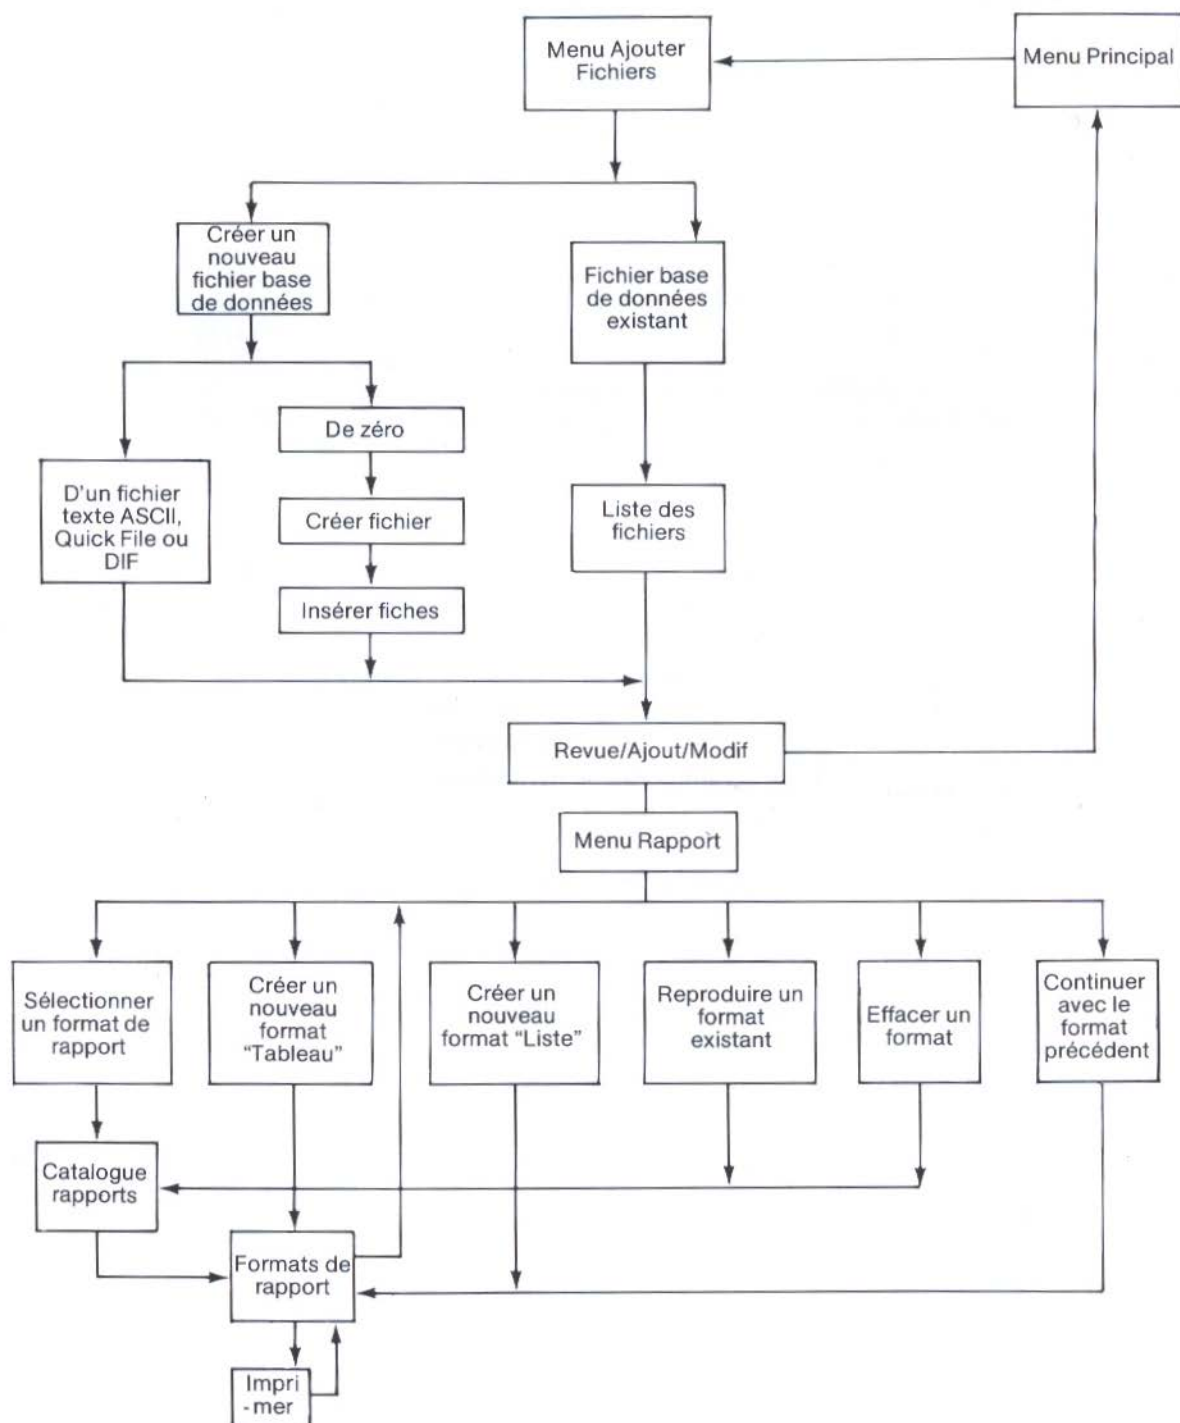 Menu Ajouter
Fichiers
Menu Principal
Créer un
nouveau
fichier base
de données
Fichier base
de données
existant
De zéro
D'un fichier
texte ASCII,
Quick File ou
DIF
Créer fichier
Liste des
fichiers
Insérer fiches
Revue/Ajout/Modif
Menu Rapport
Sélectionner
un format de
rapport
Créer un
nouveau
format
"Tableau"
Créer un
nouveau
format "Liste"
Reproduire un
format
existant
Effacer un
format
Continuer
avec le
format
précédent
Catalogue
rapports
Formats de
rapport
Impri
-mer